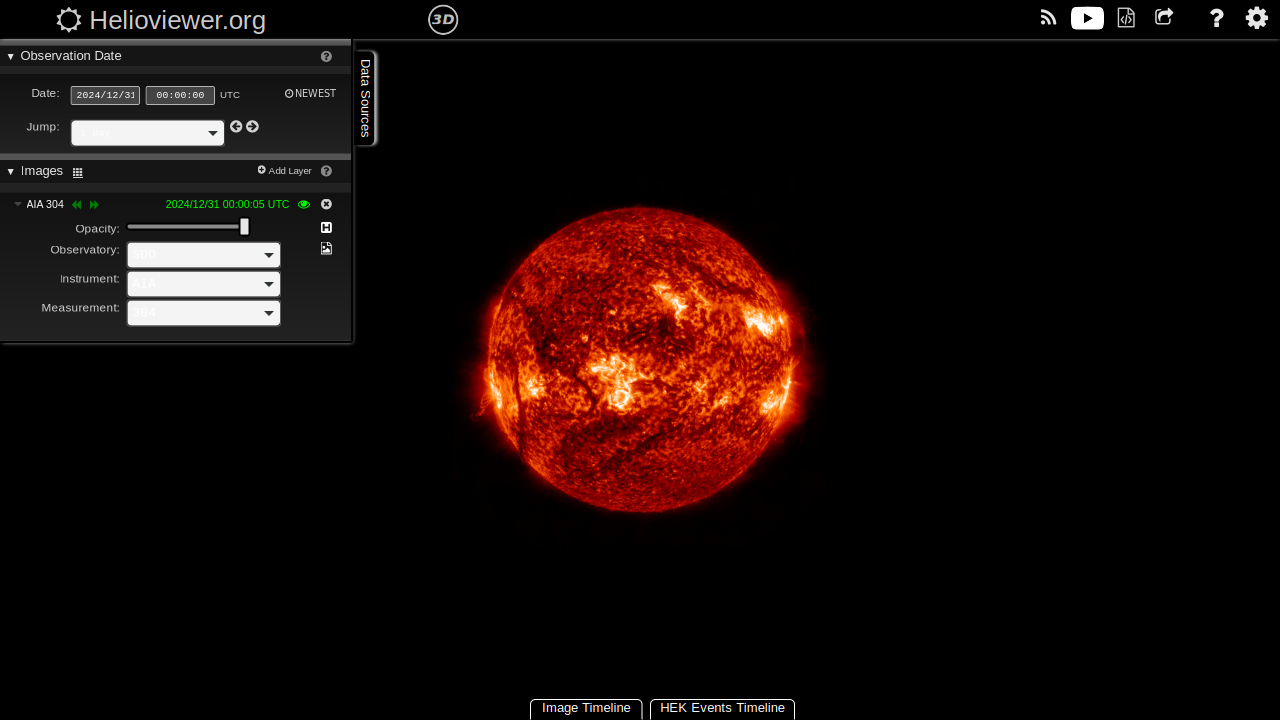 Helioviewer.org
3D
Observation Date
Date: 2024/12/31 00:00:00 UTC NEWEST
Jump:
Images Add Layer
AIA 304 2024/12/31 00:00:05 UTC
Opacity:
Observatory: SDO
Instrument: AIA
Measurement: 304
Data Sources
Image Timeline
HEK Events Timeline